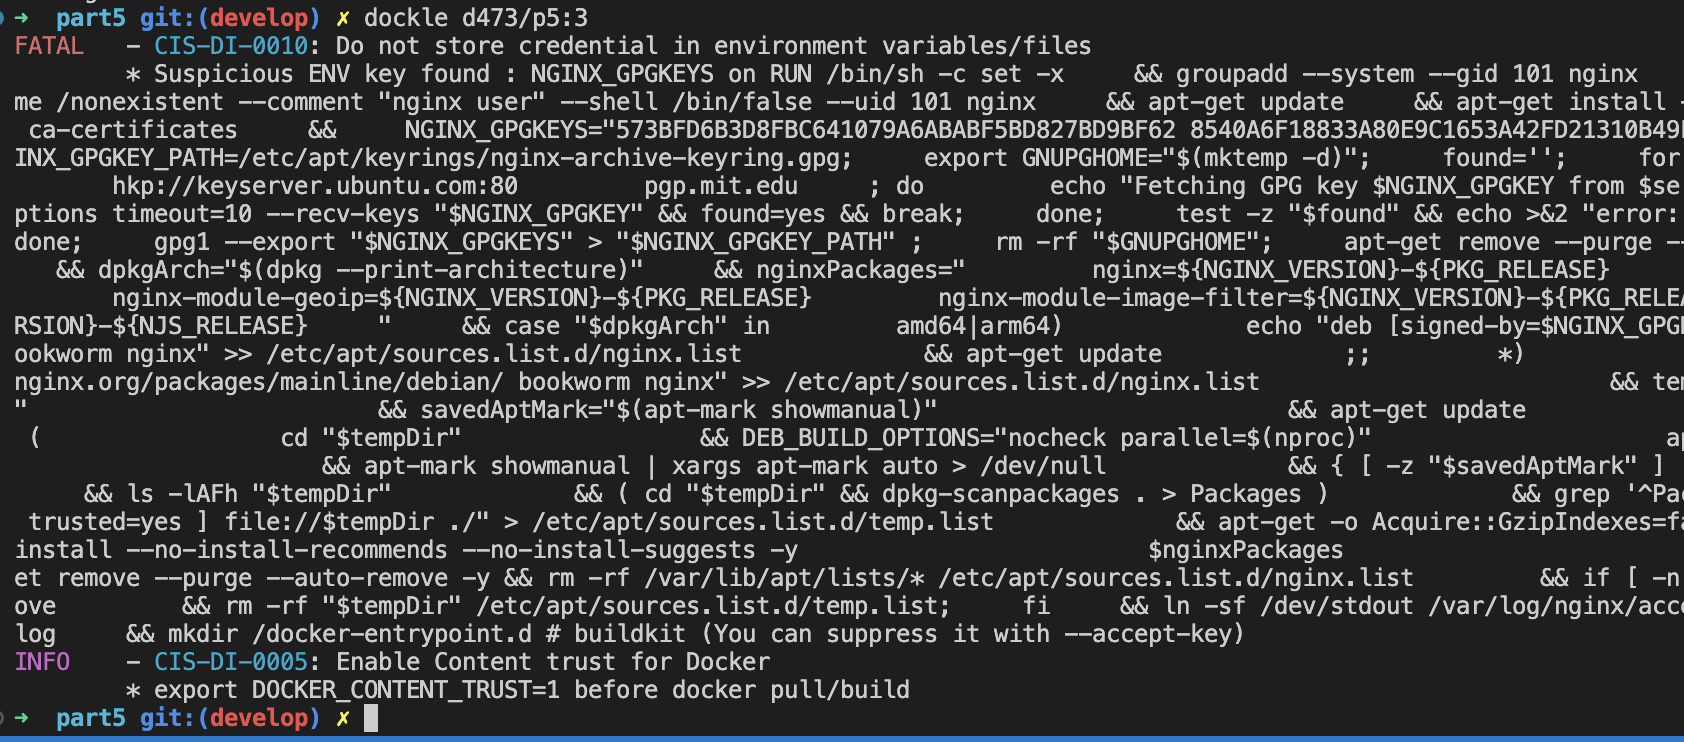 ➜ part5 git:(develop) ✗ dockle d473/p5:3
FATAL - CIS-DI-0010: Do not store credential in environment variables/files
* Suspicious ENV key found : NGINX_GPGKEYS on RUN /bin/sh -c set -x && groupadd --system --gid 101 nginx
me /nonexistent --comment "nginx user" --shell /bin/false --uid 101 nginx && apt-get update && apt-get install -
ca-certificates && NGINX_GPGKEYS="573BFD6B3D8FBC641079A6ABABF5BD827BD9BF62 8540A6F18833A80E9C1653A42FD21310B49
INX_GPGKEY_PATH=/etc/apt/keyrings/nginx-archive-keyring.gpg; export GNUPGHOME="$(mktemp -d)"; found=''; for
hkp://keyserver.ubuntu.com:80 pgp.mit.edu ; do echo "Fetching GPG key $NGINX_GPGKEY from $se
ptions timeout=10 --recv-keys "$NGINX_GPGKEY" && found=yes && break; done; test -z "$found" && echo >&2 "error:
done; gpg1 --export "$NGINX_GPGKEYS" > "$NGINX_GPGKEY_PATH" ; rm -rf "$GNUPGHOME"; apt-get remove --purge --
&& dpkgArch="$(dpkg --print-architecture)" && nginxPackages=" nginx=${NGINX_VERSION}-${PKG_RELEASE}
nginx-module-geoip=${NGINX_VERSION}-${PKG_RELEASE} nginx-module-image-filter=${NGINX_VERSION}-${PKG_RELEA
RSION}-${NJS_RELEASE} " && case "$dpkgArch" in amd64|arm64) echo "deb [signed-by=$NGINX_GPG
ookworm nginx" >> /etc/apt/sources.list.d/nginx.list && apt-get update ;; *)
nginx.org/packages/mainline/debian/ bookworm nginx" >> /etc/apt/sources.list.d/nginx.list && te
" && savedAptMark="$(apt-mark showmanual)" && apt-get update
( cd "$tempDir" && DEB_BUILD_OPTIONS="nocheck parallel=$(nproc)" ap
&& apt-mark showmanual | xargs apt-mark auto > /dev/null && { [ -z "$savedAptMark" ]
&& ls -lAFh "$tempDir" && ( cd "$tempDir" && dpkg-scanpackages . > Packages ) && grep '^Pac
trusted=yes ] file://$tempDir ./" > /etc/apt/sources.list.d/temp.list && apt-get -o Acquire::GzipIndexes=fa
install --no-install-recommends --no-install-suggests -y $nginxPackages
et remove --purge --auto-remove -y && rm -rf /var/lib/apt/lists/* /etc/apt/sources.list.d/nginx.list && if [ -n
ove && rm -rf "$tempDir" /etc/apt/sources.list.d/temp.list; fi && ln -sf /dev/stdout /var/log/nginx/acc
log && mkdir /docker-entrypoint.d # buildkit (You can suppress it with --accept-key)
INFO - CIS-DI-0005: Enable Content trust for Docker
* export DOCKER_CONTENT_TRUST=1 before docker pull/build
➜ part5 git:(develop) ✗